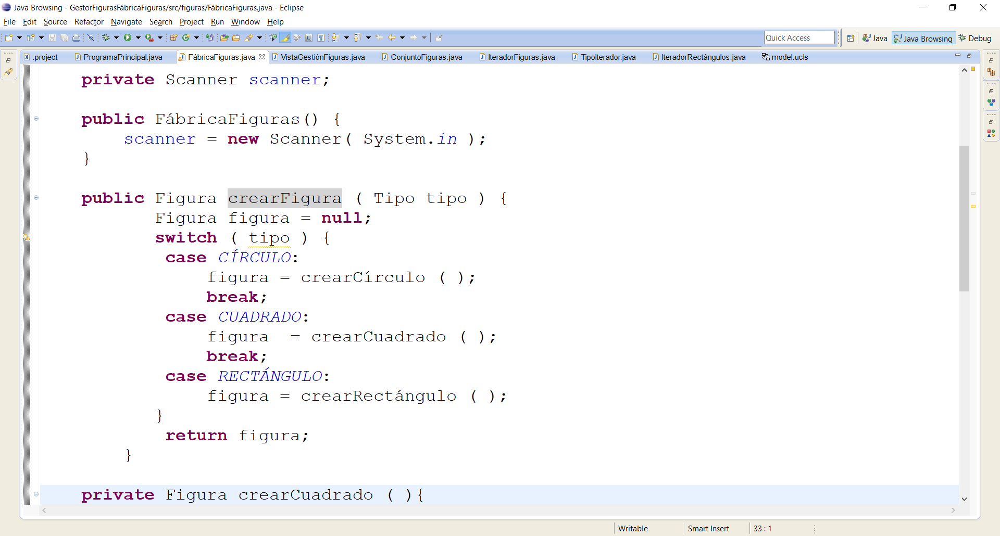 Java Browsing - GestorFigurasFábricaFiguras/src/figuras/FábricaFiguras.java - Eclipse
File Edit Source Refactor Navigate Search Project Run Window Help
Quick Access Java Java Browsing Debug
.project ProgramaPrincipal.java FábricaFiguras.java VistaGestiónFiguras.java ConjuntoFiguras.java IteradorFiguras.java TipoIterador.java IteradorRectángulos.java model.ucls
private Scanner scanner;
public FábricaFiguras() {
scanner = new Scanner( System.in );
}
public Figura crearFigura ( Tipo tipo ) {
Figura figura = null;
switch ( tipo ) {
case CÍRCULO:
figura = crearCírculo ( );
break;
case CUADRADO:
figura  = crearCuadrado ( );
break;
case RECTÁNGULO:
figura = crearRectángulo ( );
}
return figura;
}
private Figura crearCuadrado ( ){
Writable Smart Insert 33 : 1